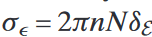 σ_ϵ = 2πnNδ_ℰ